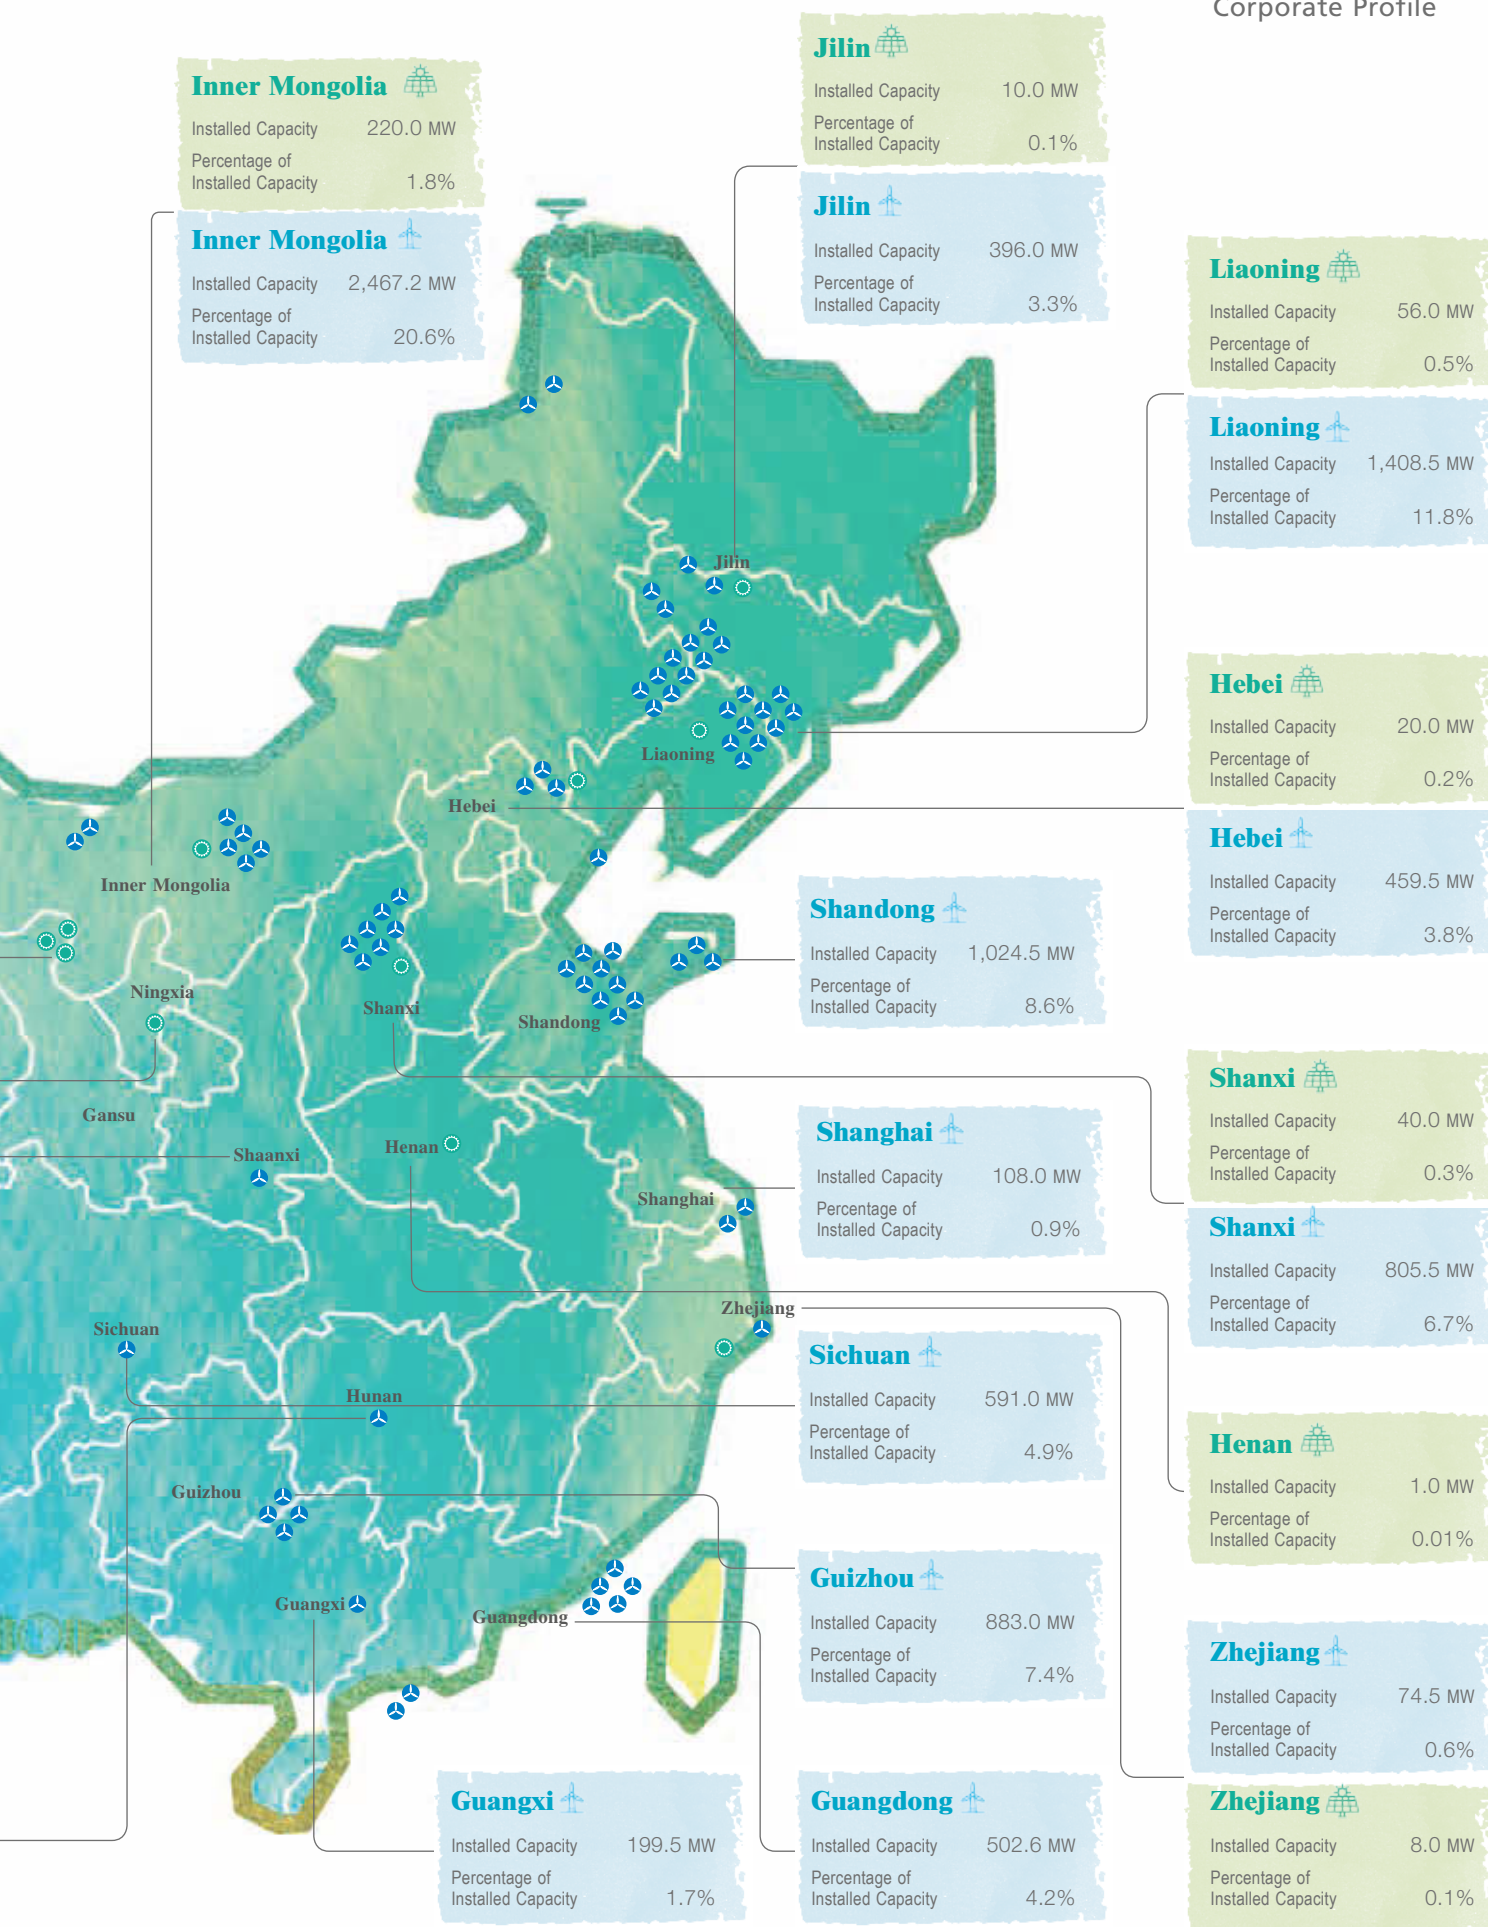 Corporate Profile
Inner Mongolia
Installed Capacity 220.0 MW
Percentage of
Installed Capacity 1.8%
Inner Mongolia
Installed Capacity 2,467.2 MW
Percentage of
Installed Capacity 20.6%
Jilin
Installed Capacity 10.0 MW
Percentage of
Installed Capacity 0.1%
Jilin
Installed Capacity 396.0 MW
Percentage of
Installed Capacity 3.3%
Liaoning
Installed Capacity 56.0 MW
Percentage of
Installed Capacity 0.5%
Liaoning
Installed Capacity 1,408.5 MW
Percentage of
Installed Capacity 11.8%
Hebei
Installed Capacity 20.0 MW
Percentage of
Installed Capacity 0.2%
Hebei
Installed Capacity 459.5 MW
Percentage of
Installed Capacity 3.8%
Shandong
Installed Capacity 1,024.5 MW
Percentage of
Installed Capacity 8.6%
Shanxi
Installed Capacity 40.0 MW
Percentage of
Installed Capacity 0.3%
Shanxi
Installed Capacity 805.5 MW
Percentage of
Installed Capacity 6.7%
Shanghai
Installed Capacity 108.0 MW
Percentage of
Installed Capacity 0.9%
Sichuan
Installed Capacity 591.0 MW
Percentage of
Installed Capacity 4.9%
Henan
Installed Capacity 1.0 MW
Percentage of
Installed Capacity 0.01%
Guizhou
Installed Capacity 883.0 MW
Percentage of
Installed Capacity 7.4%
Zhejiang
Installed Capacity 74.5 MW
Percentage of
Installed Capacity 0.6%
Zhejiang
Installed Capacity 8.0 MW
Percentage of
Installed Capacity 0.1%
Guangxi
Installed Capacity 199.5 MW
Percentage of
Installed Capacity 1.7%
Guangdong
Installed Capacity 502.6 MW
Percentage of
Installed Capacity 4.2%
Jilin
Liaoning
Hebei
Inner Mongolia
Ningxia
Shanxi
Shandong
Gansu
Shaanxi
Henan
Shanghai
Zhejiang
Sichuan
Hunan
Guizhou
Guangxi
Guangdong